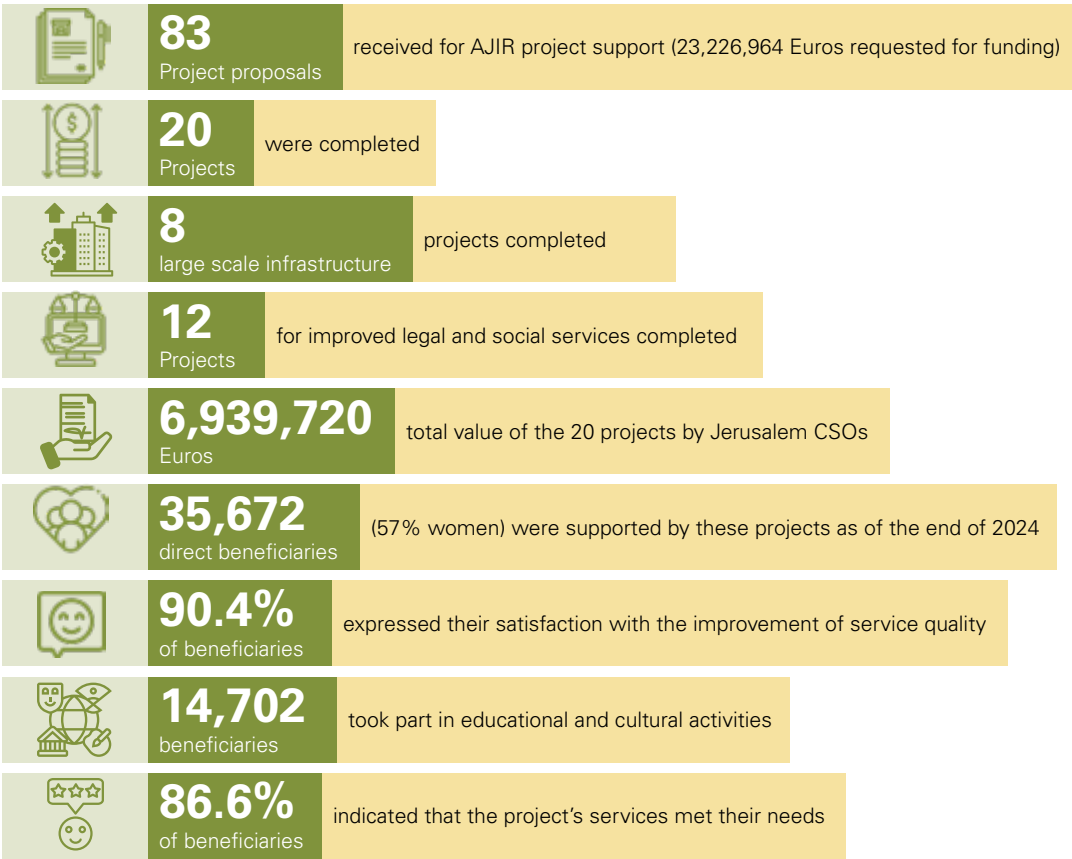 83
Project proposals
received for AJIR project support (23,226,964 Euros requested for funding)
20
Projects
were completed
8
large scale infrastructure
projects completed
12
Projects
for improved legal and social services completed
6,939,720
Euros
total value of the 20 projects by Jerusalem CSOs
35,672
direct beneficiaries
(57% women) were supported by these projects as of the end of 2024
90.4%
of beneficiaries
expressed their satisfaction with the improvement of service quality
14,702
beneficiaries
took part in educational and cultural activities
86.6%
of beneficiaries
indicated that the project's services met their needs